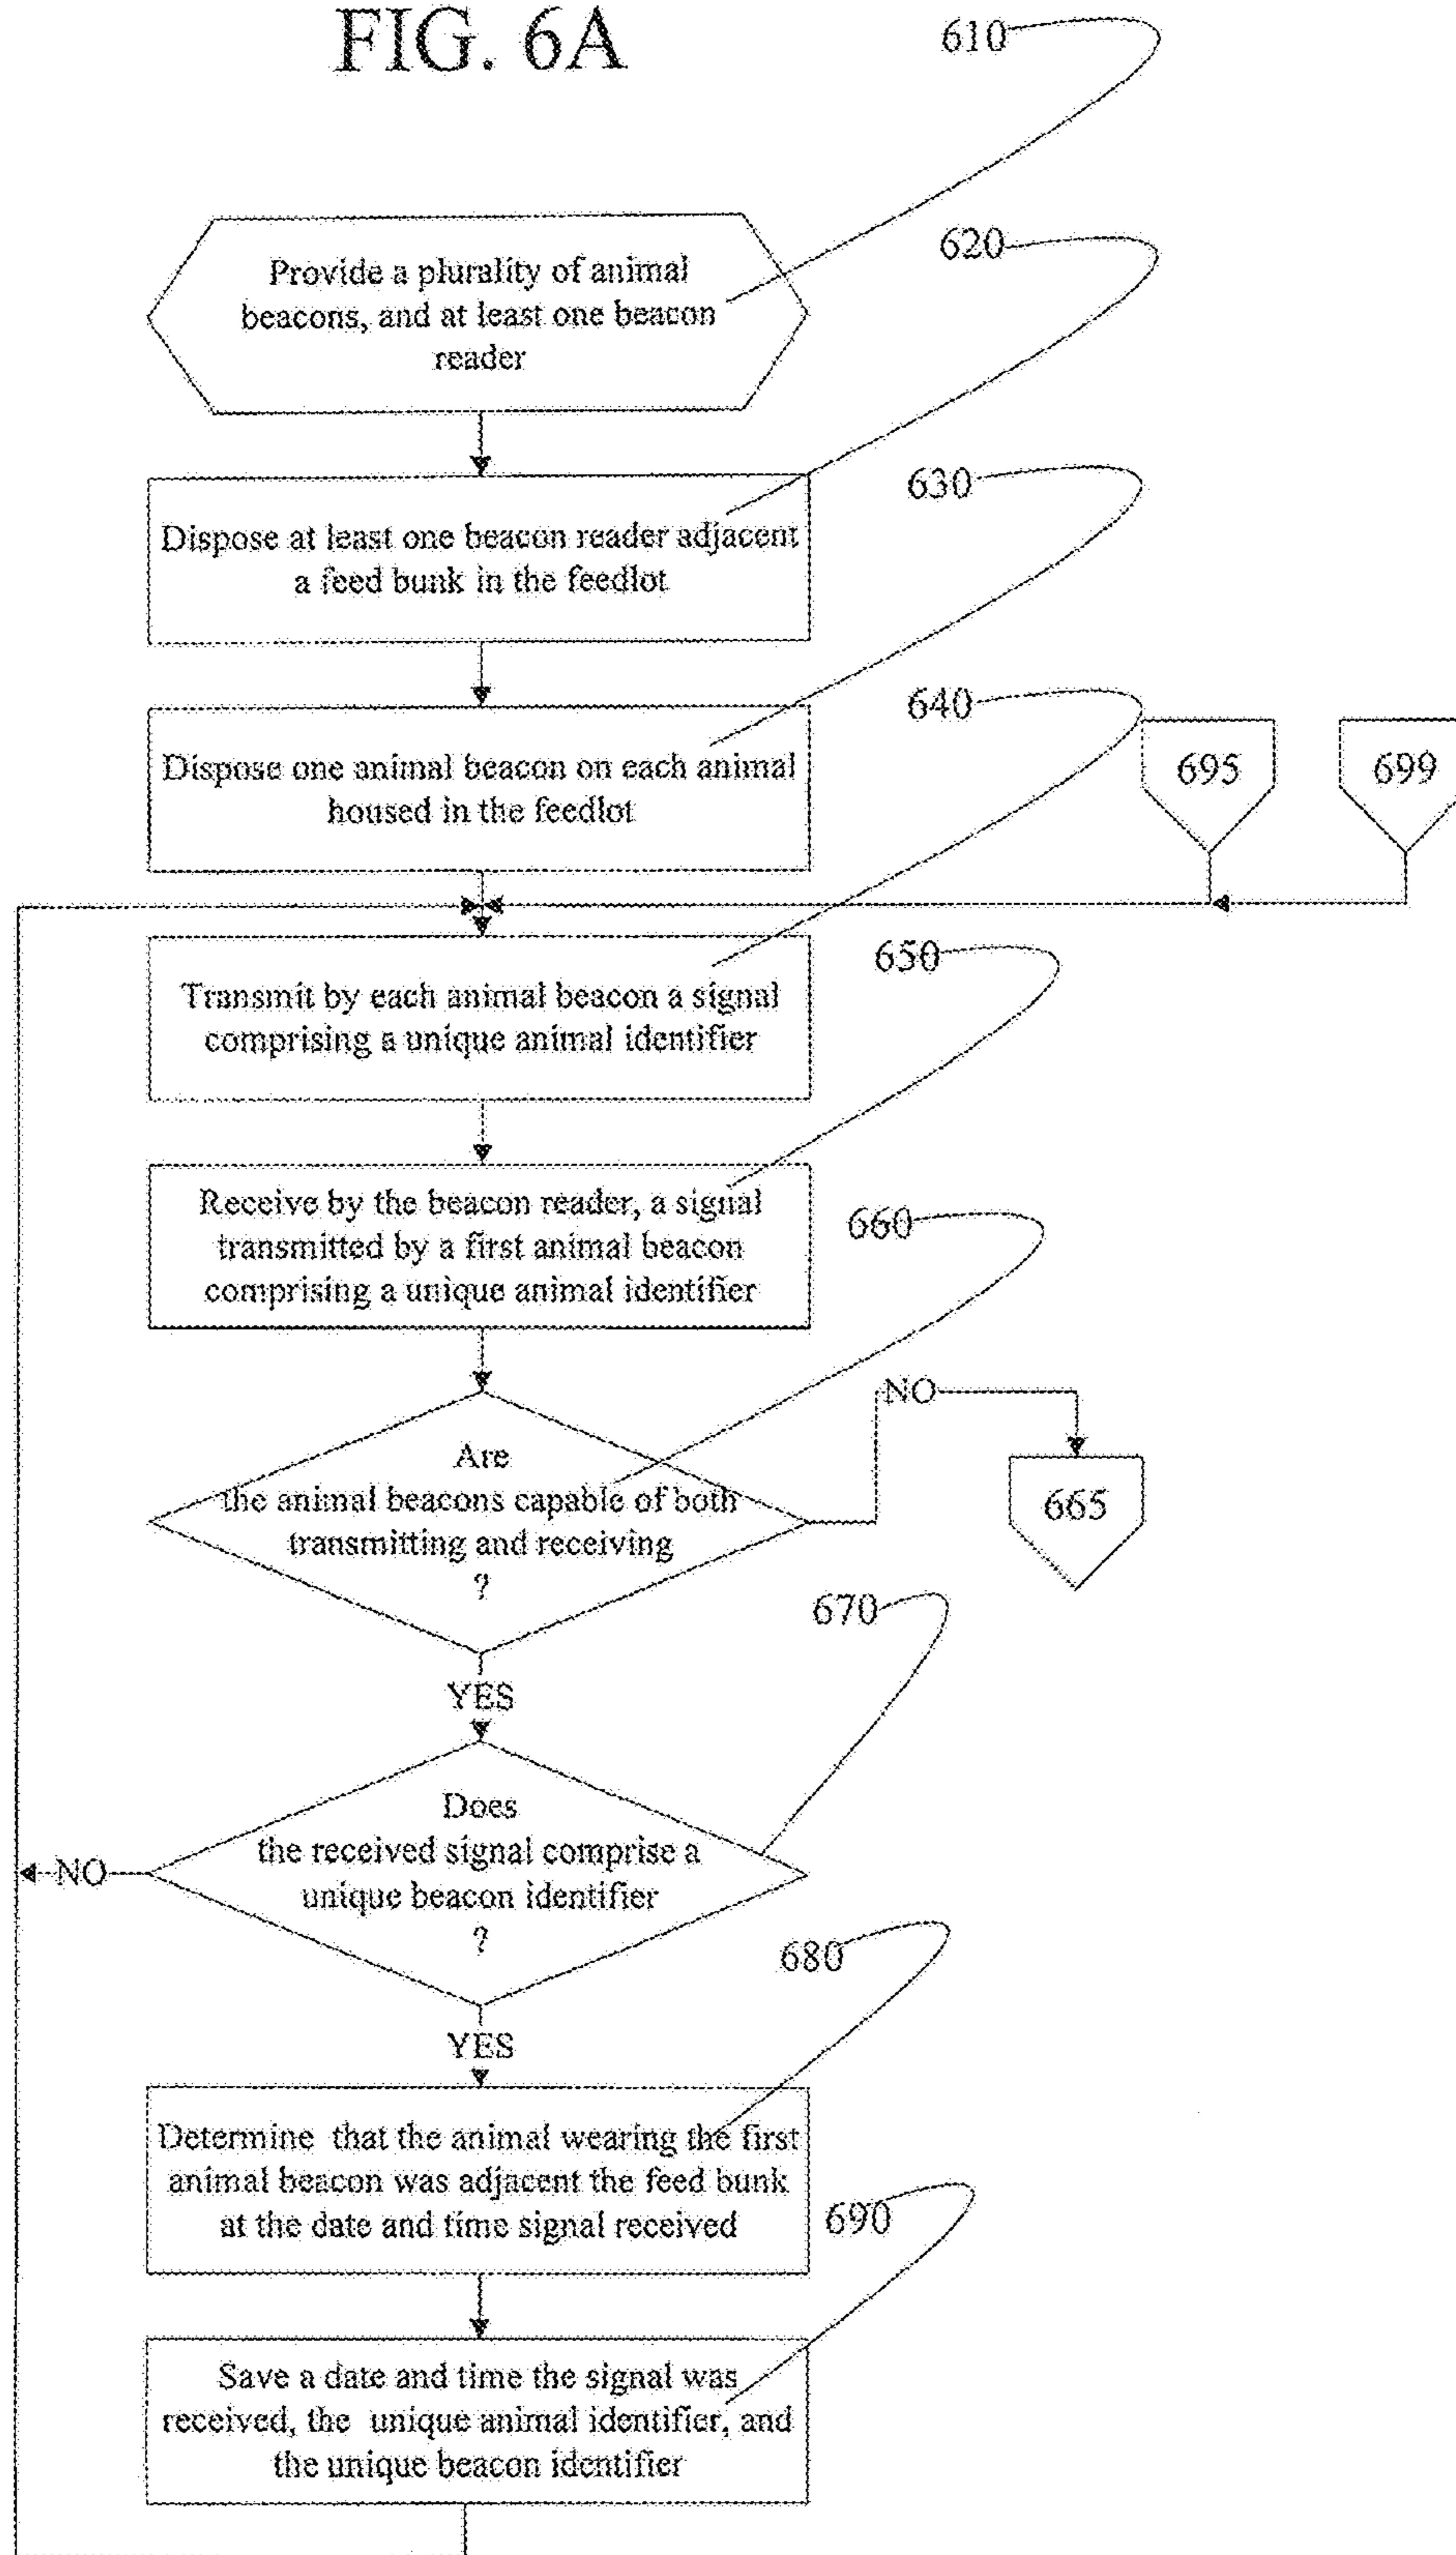 FIG. 6A
610
Provide a plurality of animal
beacons, and at least one beacon
reader
620
Dispose at least one beacon reader adjacent
a feed bunk in the feedlot
630
Dispose one animal beacon on each animal
housed in the feedlot
640
695
699
Transmit by each animal beacon a signal
comprising a unique animal identifier
650
Receive by the beacon reader, a signal
transmitted by a first animal beacon
comprising a unique animal identifier
660
Are
the animal beacons capable of both
transmitting and receiving
?
NO
665
YES
670
Does
the received signal comprise a
unique beacon identifier
?
NO
YES
680
Determine that the animal wearing the first
animal beacon was adjacent the feed bunk
at the date and time signal received
690
Save a date and time the signal was
received, the unique animal identifier, and
the unique beacon identifier